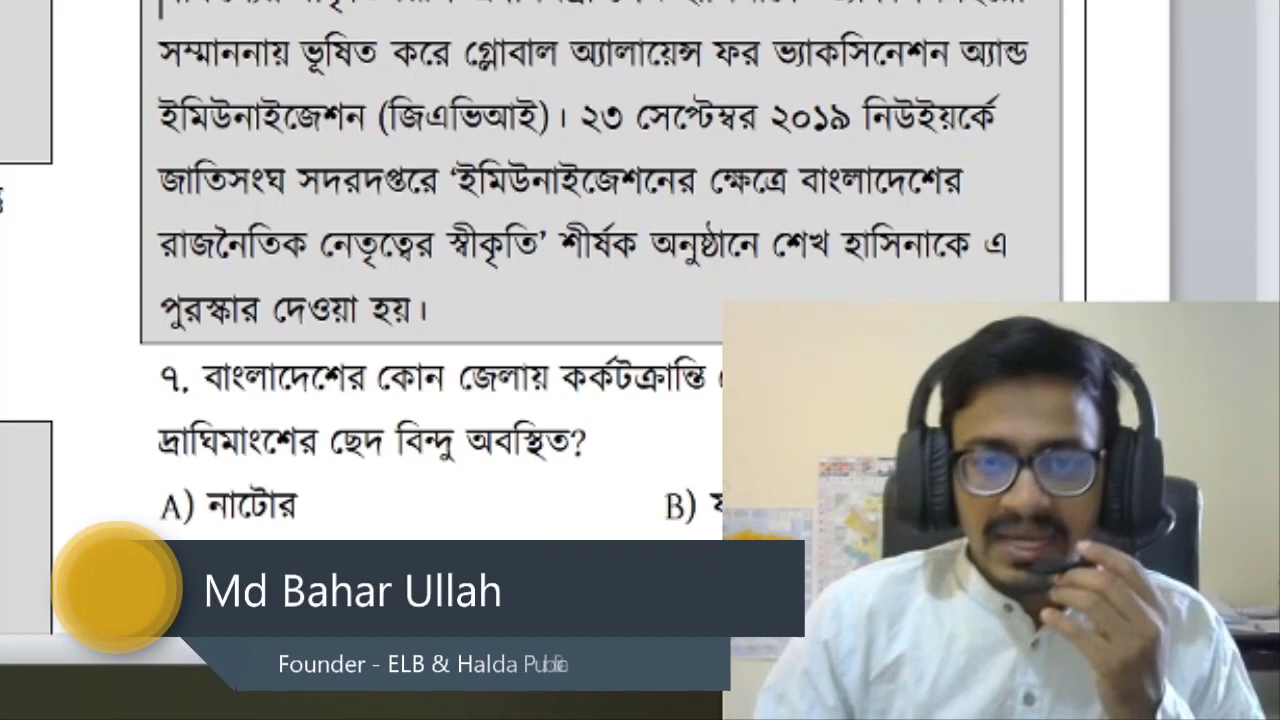 সম্মাননায় ভূষিত করে গ্লোবাল অ্যালায়েন্স ফর ভ্যাকসিনেশন অ্যান্ড
ইমিউনাইজেশন (জিএভিআই)। ২৩ সেপ্টেম্বর ২০১৯ নিউইয়র্কে
জাতিসংঘ সদরদপ্তরে ‘ইমিউনাইজেশনের ক্ষেত্রে বাংলাদেশের
রাজনৈতিক নেতৃত্বের স্বীকৃতি’ শীর্ষক অনুষ্ঠানে শেখ হাসিনাকে এ
পুরস্কার দেওয়া হয়।
৭. বাংলাদেশের কোন জেলায় কর্কটক্রান্তি
দ্রাঘিমাংশের ছেদ বিন্দু অবস্থিত?
A) নাটোর
B)
Md Bahar Ullah
Founder - ELB & Halda